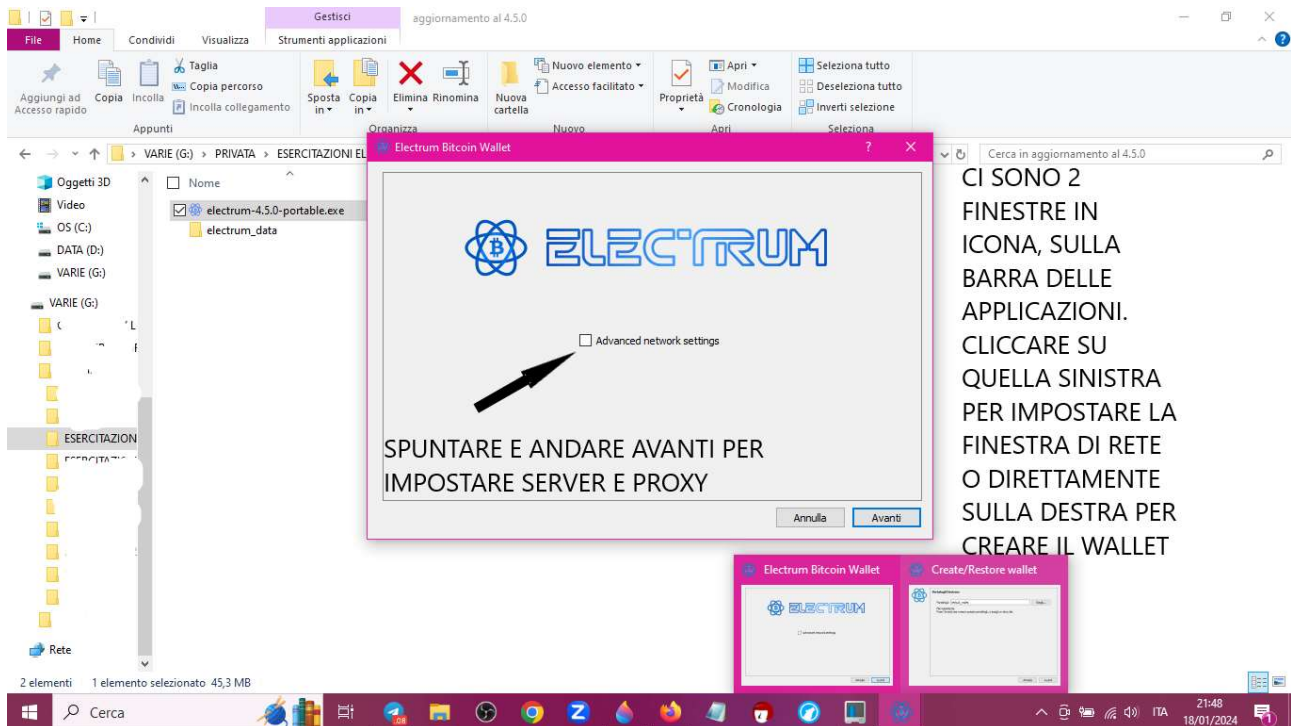 Gestisci
aggiornamento al 4.5.0
File Home Condividi Visualizza Strumenti applicazioni
Aggiungi ad Accesso rapido
Copia
Incolla
Taglia
Copia percorso
Incolla collegamento
Appunti
Sposta in
Copia in
Elimina
Rinomina
Organizza
Nuova cartella
Nuovo elemento
Accesso facilitato
Nuovo
Proprietà
Apri
Modifica
Cronologia
Apri
Seleziona tutto
Deseleziona tutto
Inverti selezione
Seleziona
VARIE (G:) > PRIVATA > ESERCITAZIONI EL
Cerca in aggiornamento al 4.5.0
Oggetti 3D
Video
OS (C:)
DATA (D:)
VARIE (G:)
VARIE (G:)
ESERCITAZION
Rete
Nome
electrum-4.5.0-portable.exe
electrum_data
Electrum Bitcoin Wallet
ELECTRUM
Advanced network settings
SPUNTARE E ANDARE AVANTI PER
IMPOSTARE SERVER E PROXY
Annulla
Avanti
CI SONO 2
FINESTRE IN
ICONA, SULLA
BARRA DELLE
APPLICAZIONI.
CLICCARE SU
QUELLA SINISTRA
PER IMPOSTARE LA
FINESTRA DI RETE
O DIRETTAMENTE
SULLA DESTRA PER
CREARE IL WALLET
Electrum Bitcoin Wallet
ELECTRUM
Create/Restore wallet
2 elementi 1 elemento selezionato 45,3 MB
Cerca
ITA
21:48
18/01/2024